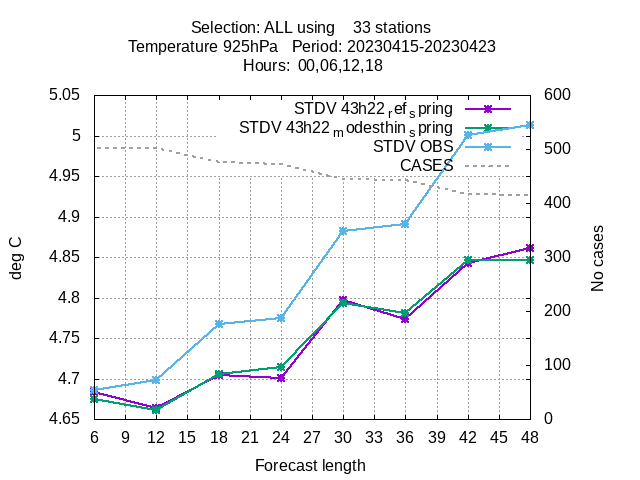 Selection: ALL using    33 stations
Temperature 925hPa   Period: 20230415-20230423
Hours: 00,06,12,18
5.05
5
4.95
4.9
4.85
4.8
4.75
4.7
4.65
deg C
600
500
400
300
200
100
0
No cases
STDV 43h22_ref_spring
STDV 43h22_modesthin_spring
STDV OBS
CASES
6 9 12 15 18 21 24 27 30 33 36 39 42 45 48
Forecast length